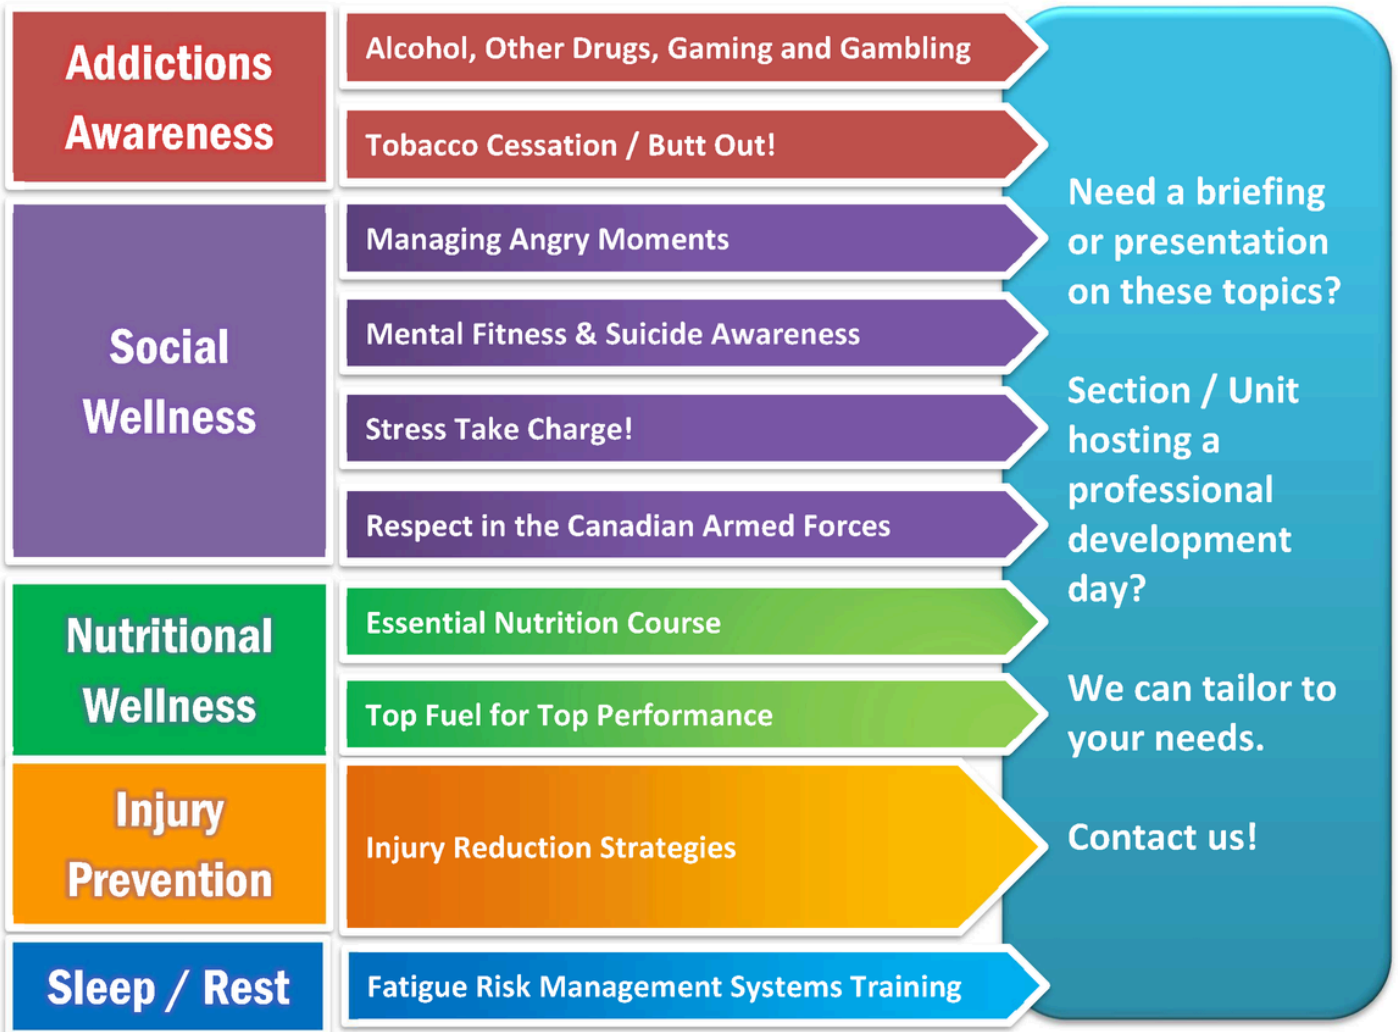 Addictions
Awareness
Alcohol, Other Drugs, Gaming and Gambling
Tobacco Cessation / Butt Out!
Social
Wellness
Managing Angry Moments
Mental Fitness & Suicide Awareness
Stress Take Charge!
Respect in the Canadian Armed Forces
Nutritional
Wellness
Essential Nutrition Course
Top Fuel for Top Performance
Injury
Prevention
Injury Reduction Strategies
Sleep / Rest
Fatigue Risk Management Systems Training
Need a briefing
or presentation
on these topics?
Section / Unit
hosting a
professional
development
day?
We can tailor to
your needs.
Contact us!